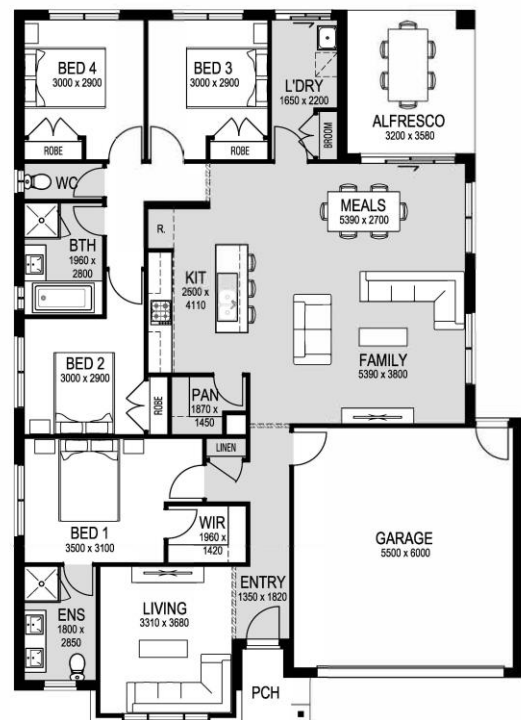 BED 4
3000 x 2900
ROBE
BED 3
3000 x 2900
ROBE
L'DRY
1650 x 2200
BROOM
ALFRESCO
3200 x 3580
WC
BTH
1960 x
2800
R.
KIT
2600 x
4110
MEALS
5390 x 2700
FAMILY
5390 x 3800
BED 2
3000 x 2900
ROBE
PAN
1870 x
1450
LINEN
BED 1
3500 x 3100
WIR
1960 x
1420
GARAGE
5500 x 6000
ENS
1800 x
2850
LIVING
3310 x 3680
ENTRY
1350 x 1820
PCH